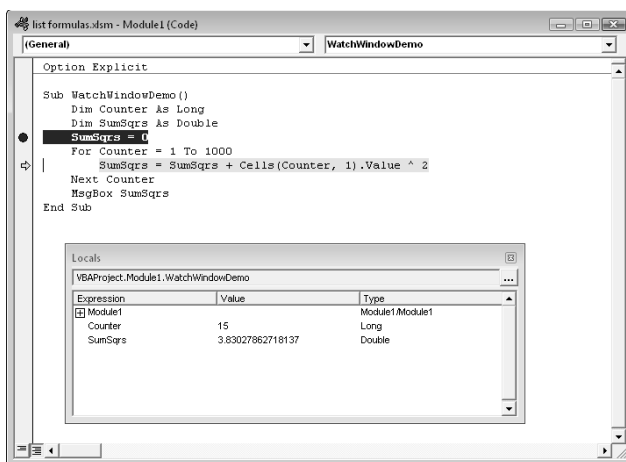 list formulas.xlsm - Module1 (Code)
(General) WatchWindowDemo
Option Explicit
Sub WatchWindowDemo()
Dim Counter As Long
Dim SumSqrs As Double
SumSqrs = 0
For Counter = 1 To 1000
SumSqrs = SumSqrs + Cells(Counter, 1).Value ^ 2
Next Counter
MsgBox SumSqrs
End Sub
Locals
VBAProject.Module1.WatchWindowDemo ...
Expression Value Type
Module1 Module1/Module1
Counter 15 Long
SumSqrs 3.83027862718137 Double